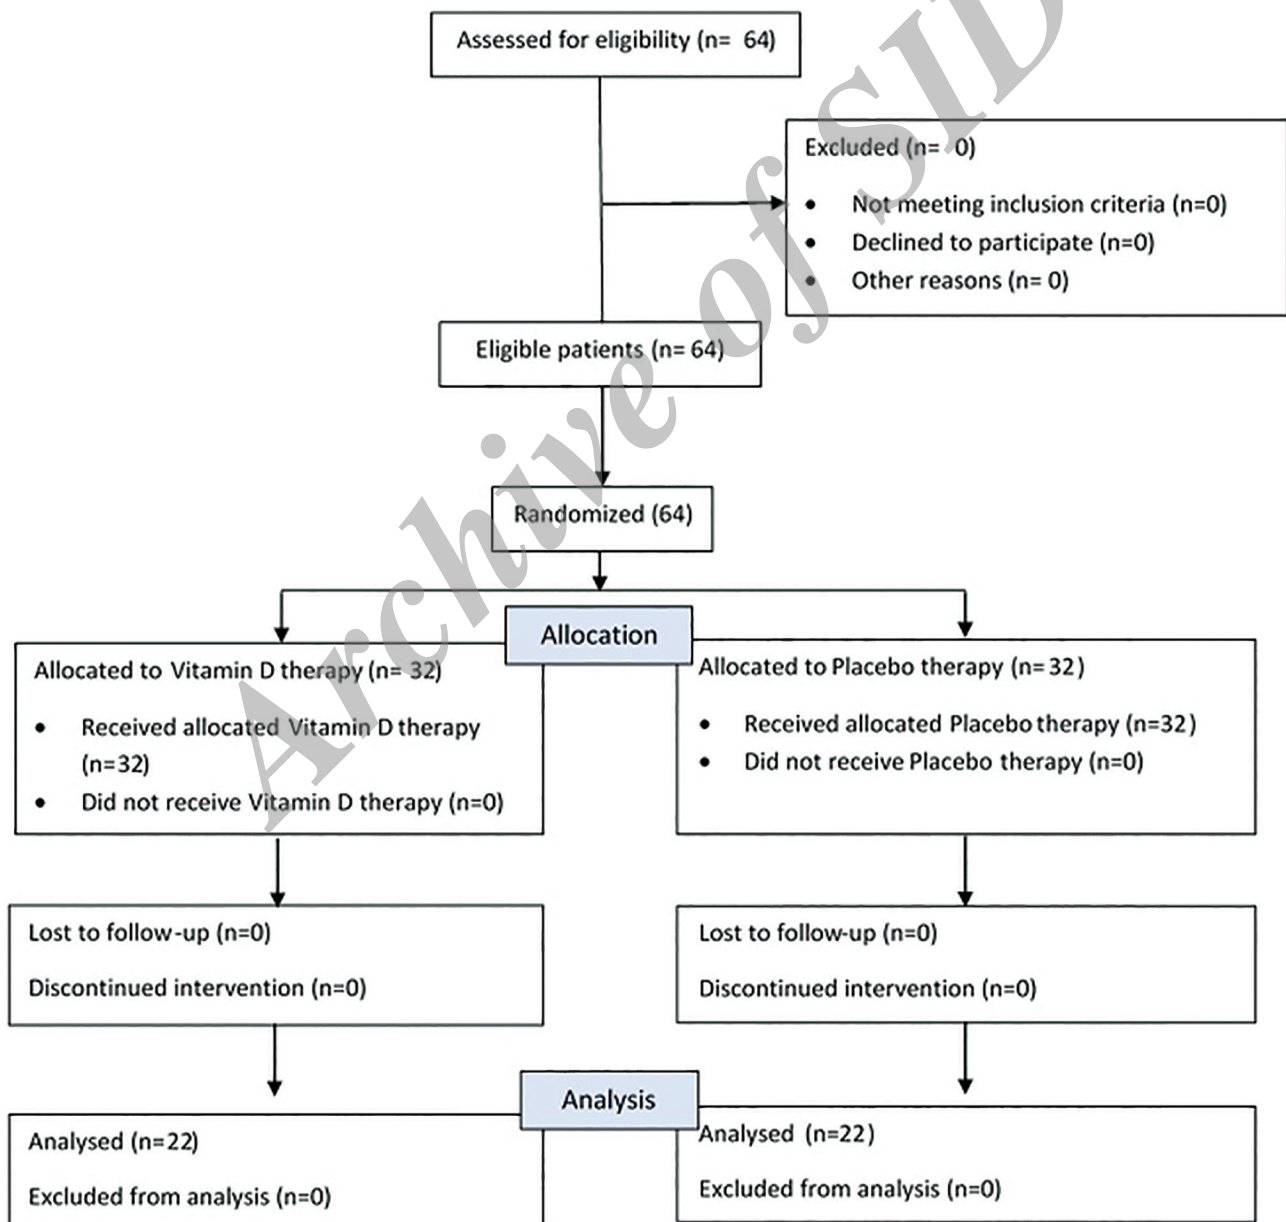 Assessed for eligibility (n= 64)
Excluded (n= 0)
• Not meeting inclusion criteria (n=0)
• Declined to participate (n=0)
• Other reasons (n= 0)
Eligible patients (n= 64)
Randomized (64)
Allocation
Allocated to Vitamin D therapy (n= 32)
• Received allocated Vitamin D therapy
(n=32)
• Did not receive Vitamin D therapy (n=0)
Allocated to Placebo therapy (n= 32)
• Received allocated Placebo therapy (n=32)
• Did not receive Placebo therapy (n=0)
Lost to follow-up (n=0)
Discontinued intervention (n=0)
Lost to follow-up (n=0)
Discontinued intervention (n=0)
Analysis
Analysed (n=22)
Excluded from analysis (n=0)
Analysed (n=22)
Excluded from analysis (n=0)
Archive of SID